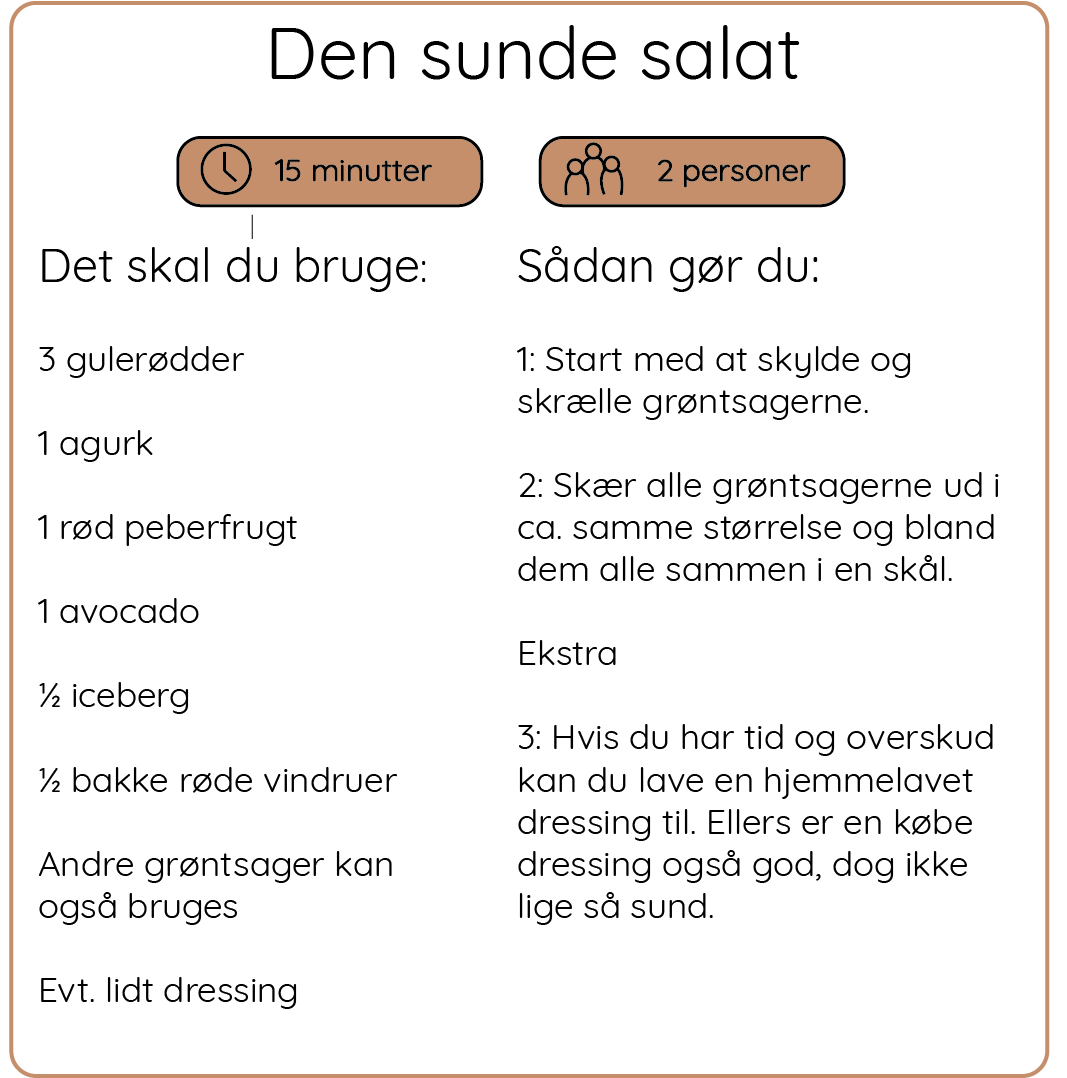 Den sunde salat
15 minutter
2 personer
Det skal du bruge:
3 gulerødder
1 agurk
1 rød peberfrugt
1 avocado
½ iceberg
½ bakke røde vindruer
Andre grøntsager kan
også bruges
Evt. lidt dressing
Sådan gør du:
1: Start med at skylde og
skrælle grøntsagerne.
2: Skær alle grøntsagerne ud i
ca. samme størrelse og bland
dem alle sammen i en skål.
Ekstra
3: Hvis du har tid og overskud
kan du lave en hjemmelavet
dressing til. Ellers er en købe
dressing også god, dog ikke
lige så sund.